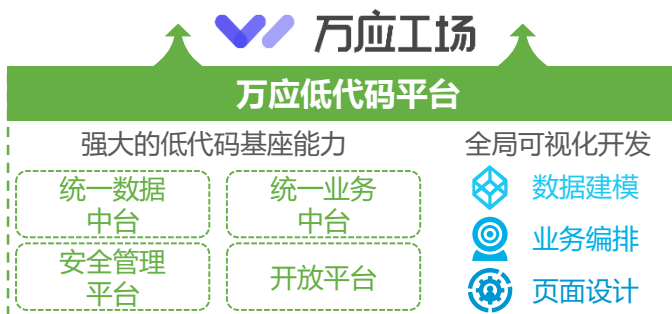 万应工场
万应低代码平台
强大的低代码基座能力
统一数据
中台
统一业务
中台
安全管理
平台
开放平台
全局可视化开发
数据建模
业务编排
页面设计